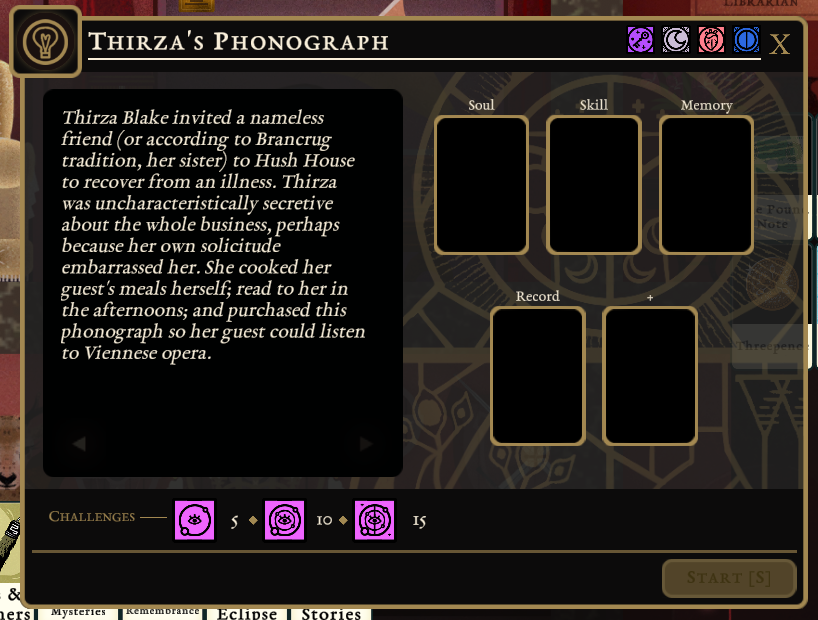 LIBRARIAN
Thirza's Phonograph
X
Thirza Blake invited a nameless
friend (or according to Brancrug
tradition, her sister) to Hush House
to recover from an illness. Thirza
was uncharacteristically secretive
about the whole business, perhaps
because her own solicitude
embarrassed her. She cooked her
guest's meals herself; read to her in
the afternoons; and purchased this
phonograph so her guest could listen
to Viennese opera.
Soul
Skill
Memory
Record
+
Note
Threepence
Challenges
5
10
15
Start [S]
&
Mysteries
Remembrance
Eclipse
Stories